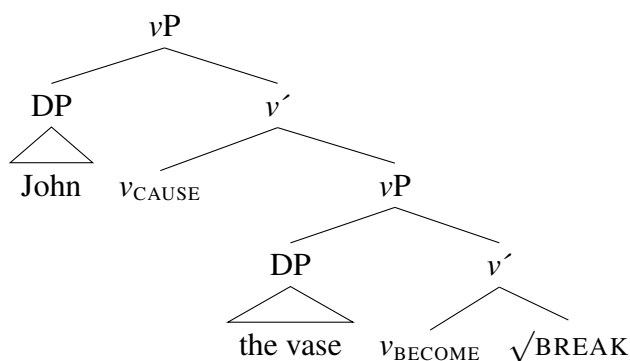 vP
DP v´
John vCAUSE vP
DP v´
the vase vBECOME √BREAK